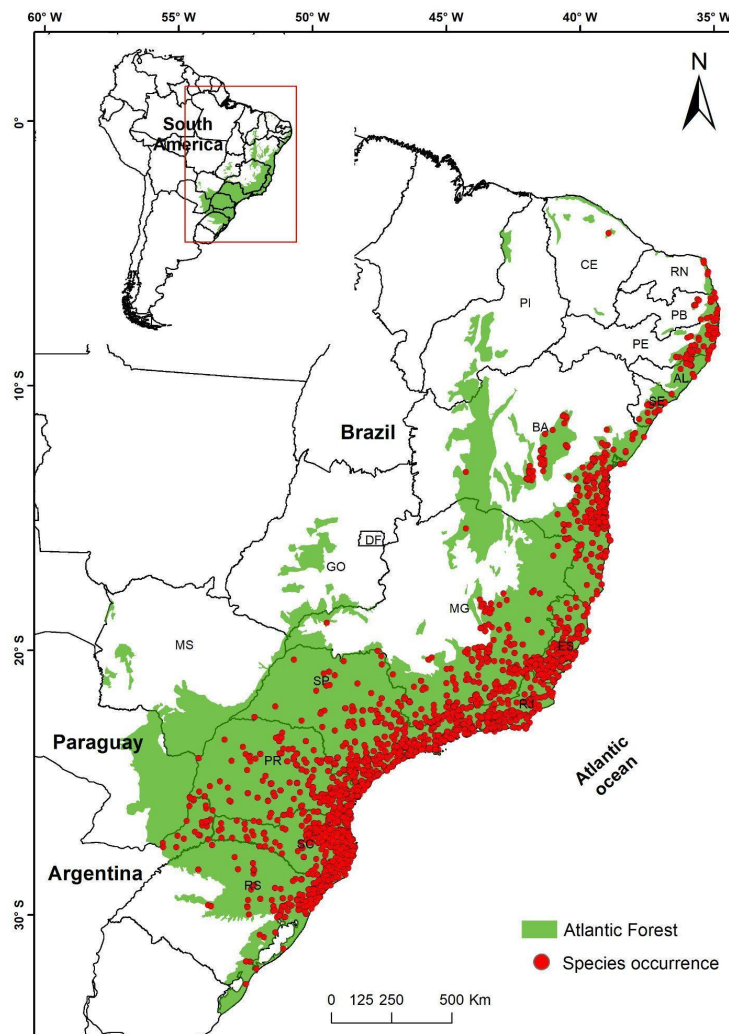 60° W 55° W 50° W 45° W 40° W 35° W
N
South
America
0°
CE
RN
PI
PB
PE
AL
10° S
SE
Brazil
BA
DF
GO
MG
MS
20° S
ES
SP
RJ
Paraguay
PR
Atlantic
ocean
SC
Argentina
RS
30° S
Atlantic Forest
Species occurrence
0 125 250 500 Km